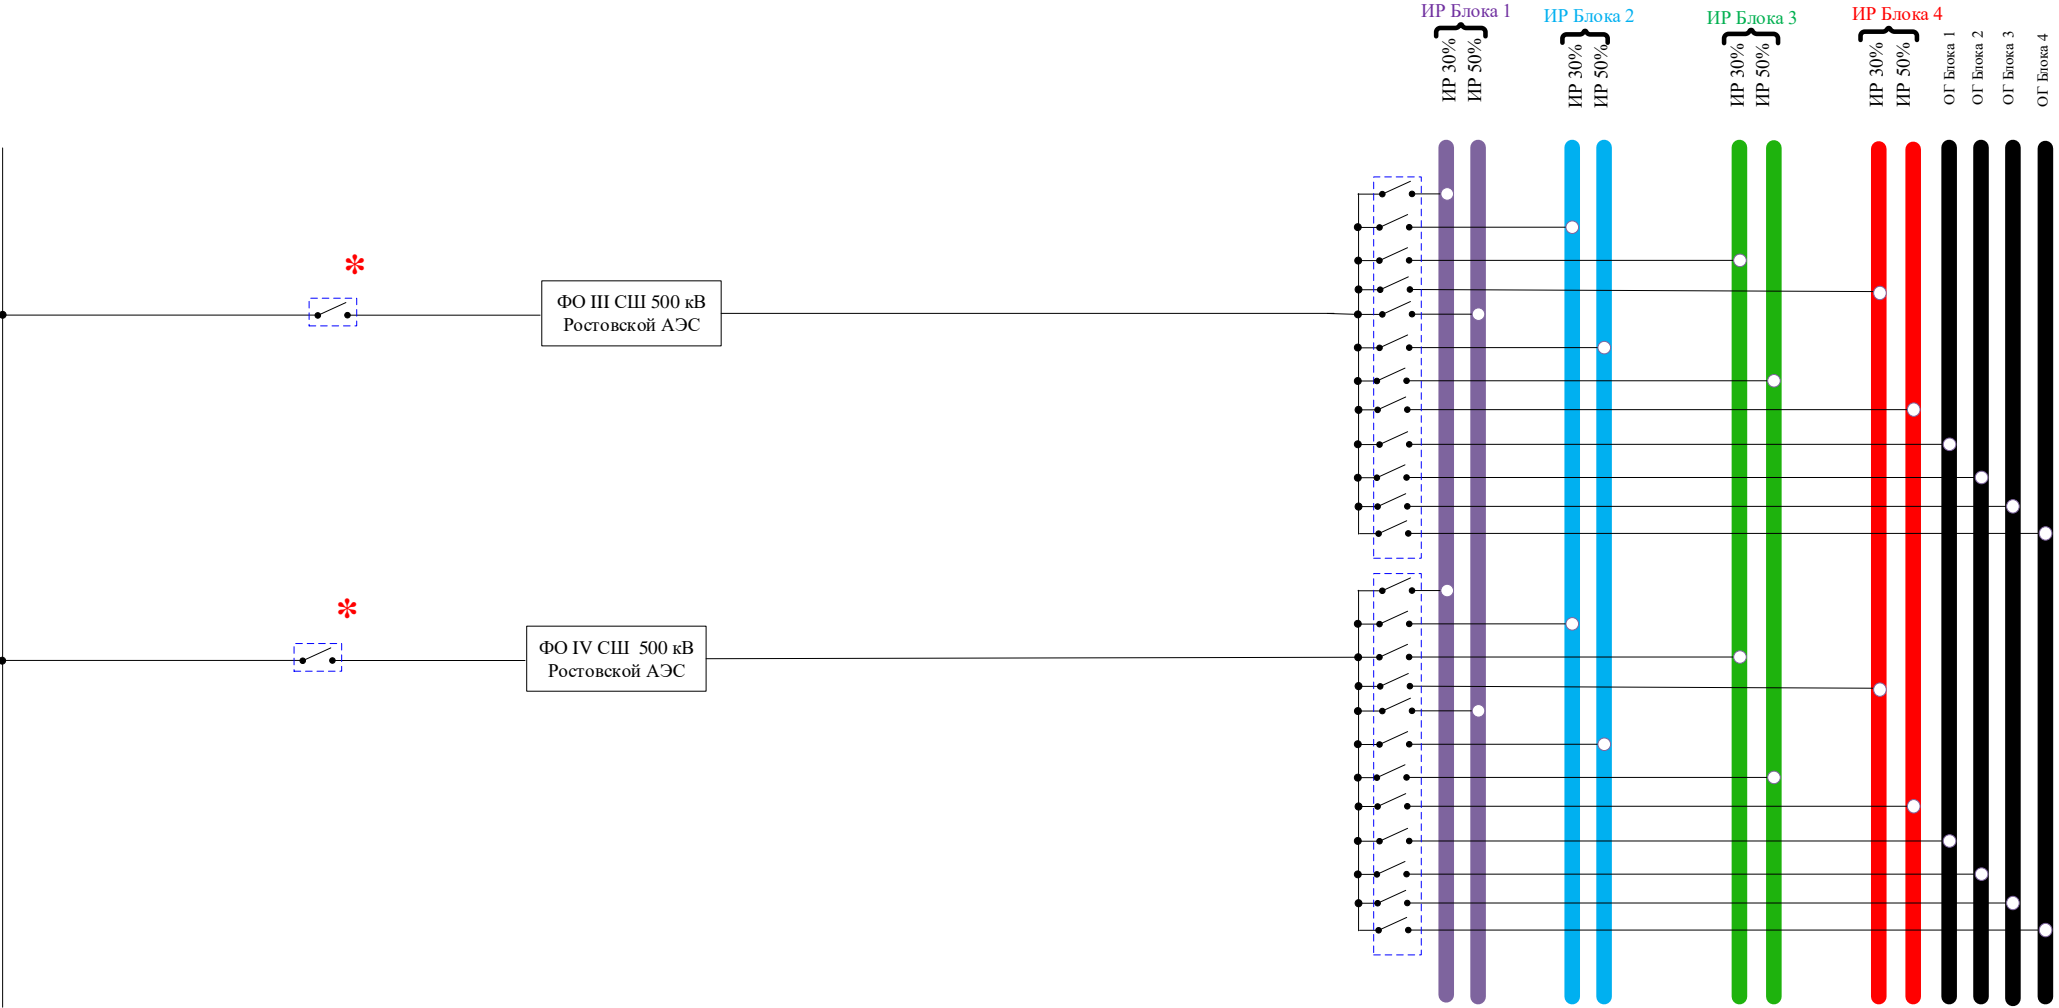 ИР Блока 1
ИР Блока 2
ИР Блока 3
ИР Блока 4
ИР 30%
ИР 50%
ИР 30%
ИР 50%
ИР 30%
ИР 50%
ИР 30%
ИР 50%
ОГ Блока 1
ОГ Блока 2
ОГ Блока 3
ОГ Блока 4
*
ФО III СШ 500 кВ
Ростовской АЭС
*
ФО IV СШ 500 кВ
Ростовской АЭС